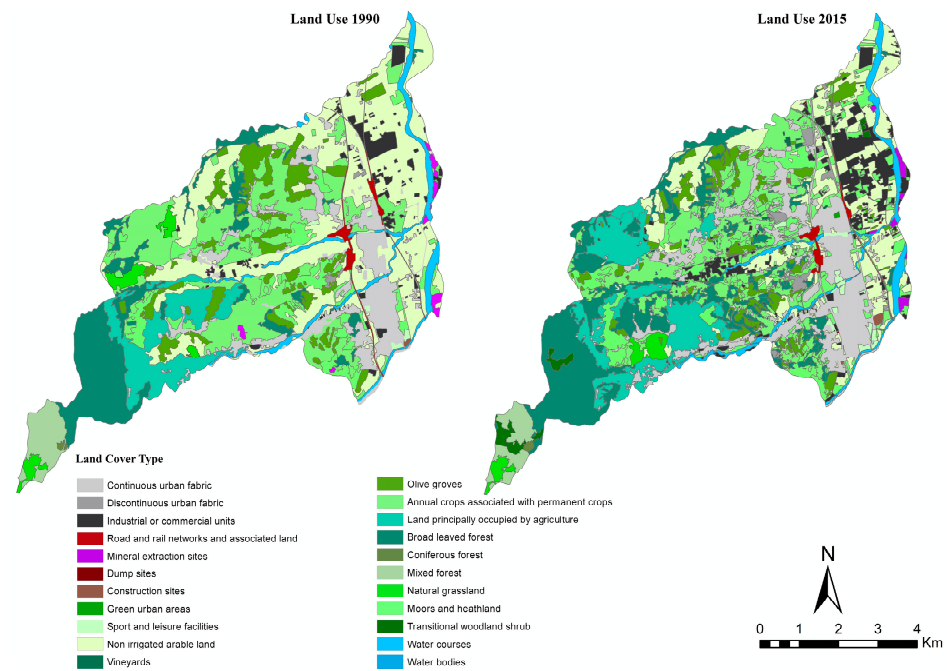 Land Use 1990
Land Use 2015
Land Cover Type
Continuous urban fabric
Discontinuous urban fabric
Industrial or commercial units
Road and rail networks and associated land
Mineral extraction sites
Dump sites
Construction sites
Green urban areas
Sport and leisure facilities
Non irrigated arable land
Vineyards
Olive groves
Annual crops associated with permanent crops
Land principally occupied by agriculture
Broad leaved forest
Coniferous forest
Mixed forest
Natural grassland
Moors and heathland
Transitional woodland shrub
Water courses
Water bodies
N
0 1 2 3 4
Km